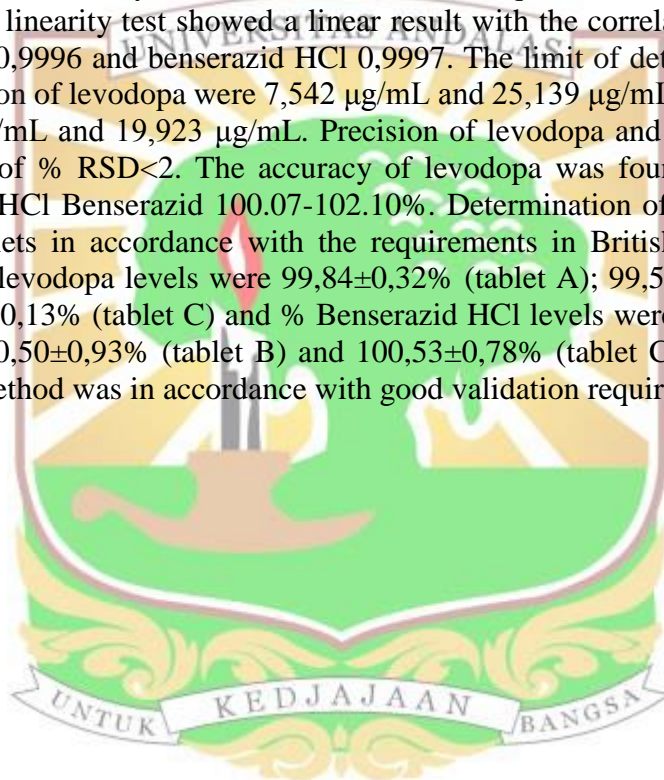 linearity test showed a linear result with the correla
0,9996 and benserazid HCl 0,9997. The limit of det
on of levodopa were 7,542 μg/mL and 25,139 μg/mL
/mL and 19,923 μg/mL. Precision of levodopa and
of % RSD<2. The accuracy of levodopa was foun
HCl Benserazid 100.07-102.10%. Determination of
lets in accordance with the requirements in British
levodopa levels were 99,84±0,32% (tablet A); 99,5
0,13% (tablet C) and % Benserazid HCl levels were
0,50±0,93% (tablet B) and 100,53±0,78% (tablet C
ethod was in accordance with good validation requir
UNIVERSITAS ANDALAS
UNTUK KEDJAJAAN BANGSA